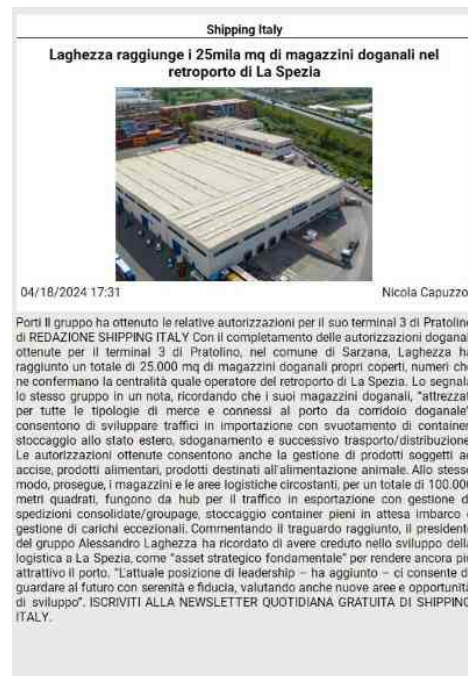 Shipping Italy
Laghezza raggiunge i 25mila mq di magazzini doganali nel
retroporto di La Spezia
04/18/2024 17:31
Nicola Capuzzo
Porti Il gruppo ha ottenuto le relative autorizzazioni per il suo terminal 3 di Pratolino
di REDAZIONE SHIPPING ITALY Con il completamento delle autorizzazioni doganal
ottenute per il terminal 3 di Pratolino, nel comune di Sarzana, Laghezza ha
raggiunto un totale di 25.000 mq di magazzini doganali propri coperti, numeri che
ne confermano la centralità quale operatore del retroporto di La Spezia. Lo segnala
lo stesso gruppo in un nota, ricordando che i suoi magazzini doganali, "attrezzat
per tutte le tipologie di merce e connessi al porto da corridoio doganale"
consentono di sviluppare traffici in importazione con svuotamento di container
stoccaggio allo stato estero, sdoganamento e successivo trasporto/distribuzione
Le autorizzazioni ottenute consentono anche la gestione di prodotti soggetti ad
accise, prodotti alimentari, prodotti destinati all'alimentazione animale. Allo stesso
modo, prosegue, i magazzini e le aree logistiche circostanti, per un totale di 100.000
metri quadrati, fungono da hub per il traffico in esportazione con gestione d
spedizioni consolidate/groupage, stoccaggio container pieni in attesa imbarco e
gestione di carichi eccezionali. Commentando il traguardo raggiunto, il presidente
del gruppo Alessandro Laghezza ha ricordato di avere creduto nello sviluppo della
logistica a La Spezia, come "asset strategico fondamentale" per rendere ancora più
attrattivo il porto. "L'attuale posizione di leadership – ha aggiunto – ci consente d
guardare al futuro con serenità e fiducia, valutando anche nuove aree e opportunità
di sviluppo". ISCRIVITI ALLA NEWSLETTER QUOTIDIANA GRATUITA DI SHIPPING
ITALY.